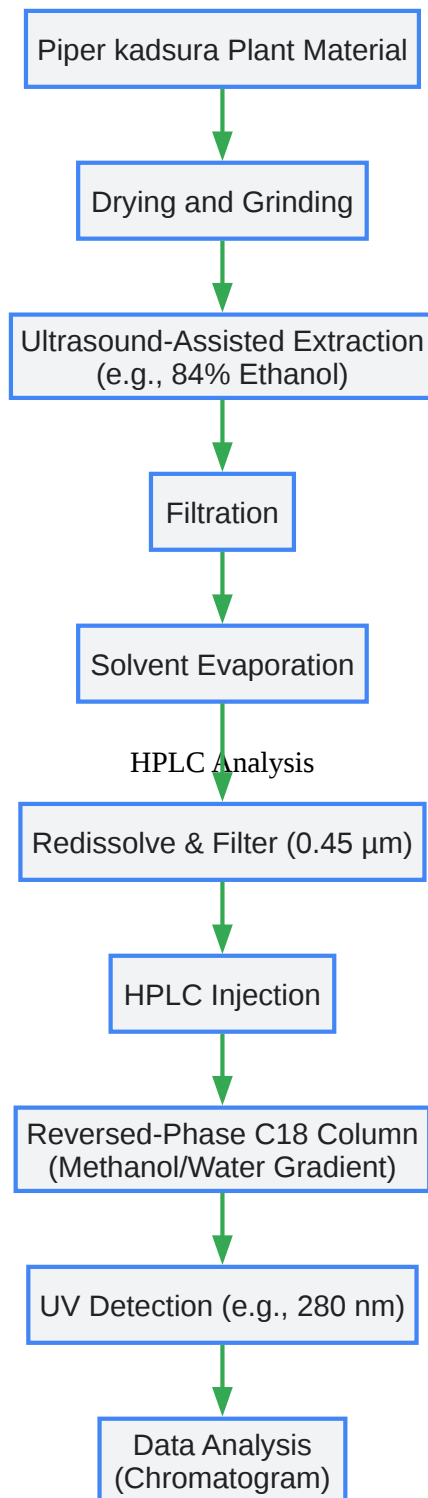 Piper kadsura Plant Material
Drying and Grinding
Ultrasound-Assisted Extraction
(e.g., 84% Ethanol)
Filtration
Solvent Evaporation
HPLC Analysis
Redissolve & Filter (0.45 µm)
HPLC Injection
Reversed-Phase C18 Column
(Methanol/Water Gradient)
UV Detection (e.g., 280 nm)
Data Analysis
(Chromatogram)